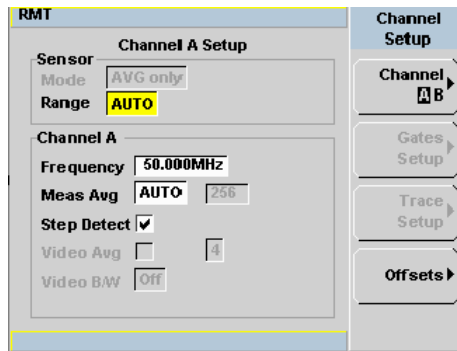 RMT
Channel A Setup
Sensor
Mode AVG only
Range AUTO
Channel A
Frequency 50.000MHz
Meas Avg AUTO 256
Step Detect
Video Avg 4
Video B/W Off
Channel
Setup
Channel
A B
Gates
Setup
Trace
Setup
Offsets